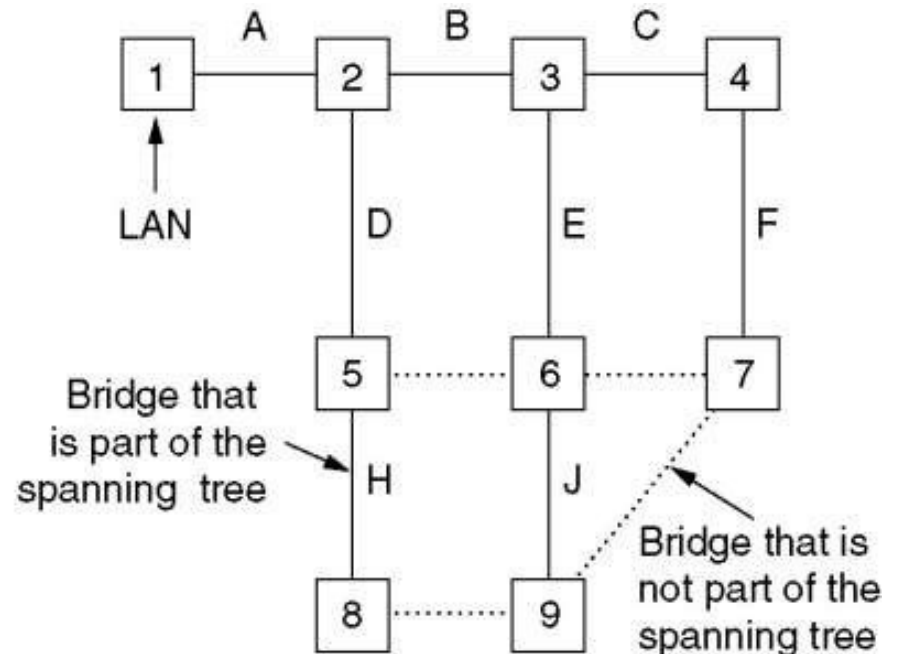 A
B
C
1
2
3
4
LAN
D
E
F
5
6
7
Bridge that
is part of the
spanning tree
H
J
Bridge that is
not part of the
spanning tree
8
9